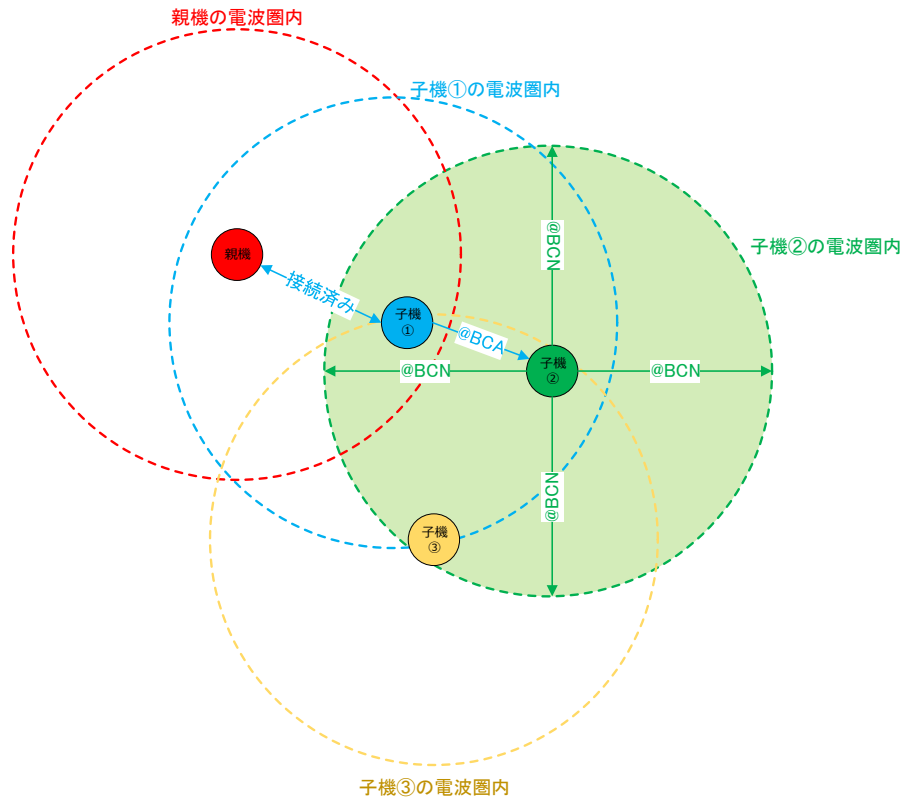 親機の電波圏内
子機①の電波圏内
@BCN
子機②の電波圏内
親機
接続済み
子機
①
@BCA
子機
②
@BCN
@BCN
@BCN
子機
③
子機③の電波圏内